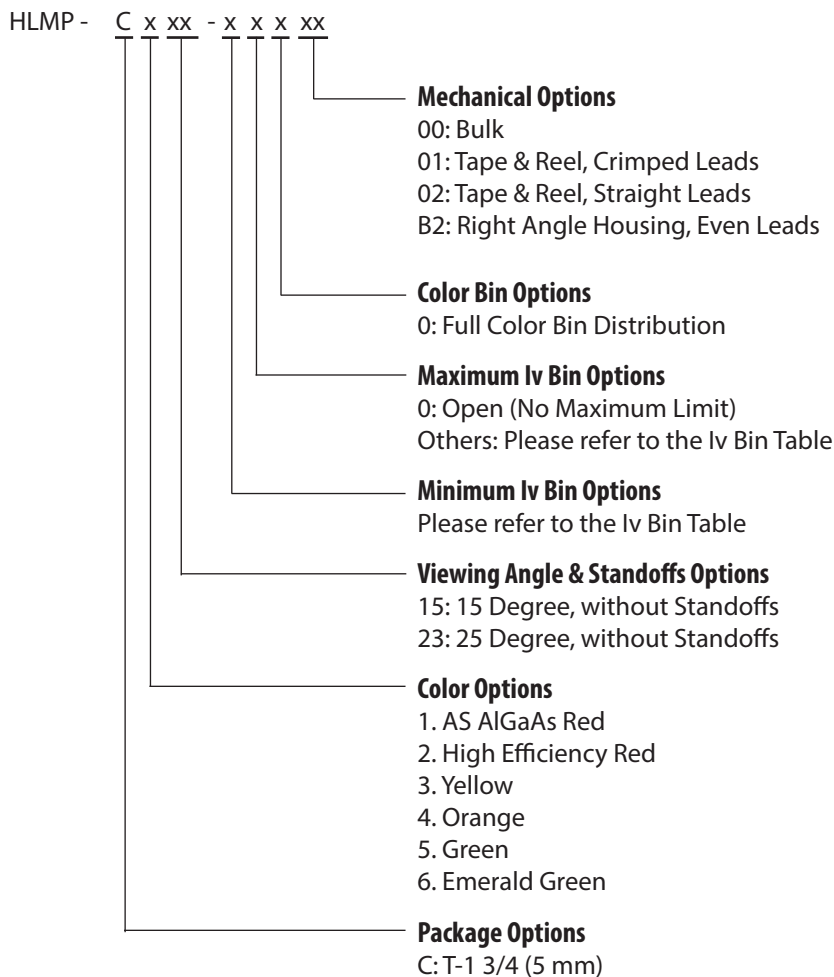 HLMP - C x xx - x x x xx
Mechanical Options
00: Bulk
01: Tape & Reel, Crimped Leads
02: Tape & Reel, Straight Leads
B2: Right Angle Housing, Even Leads
Color Bin Options
0: Full Color Bin Distribution
Maximum Iv Bin Options
0: Open (No Maximum Limit)
Others: Please refer to the Iv Bin Table
Minimum Iv Bin Options
Please refer to the Iv Bin Table
Viewing Angle & Standoffs Options
15: 15 Degree, without Standoffs
23: 25 Degree, without Standoffs
Color Options
1. AS AlGaAs Red
2. High Efficiency Red
3. Yellow
4. Orange
5. Green
6. Emerald Green
Package Options
C: T-1 3/4 (5 mm)